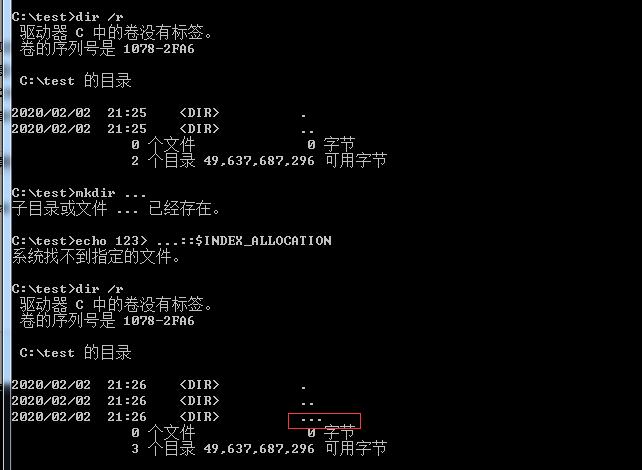 C:\test>dir /r
驱动器 C 中的卷没有标签。
卷的序列号是 1078-2FA6
C:\test 的目录
2020/02/02 21:25 <DIR> .
2020/02/02 21:25 <DIR> ..
0 个文件 0 字节
2 个目录 49,637,687,296 可用字节
C:\test>mkdir ...
子目录或文件 ... 已经存在。
C:\test>echo 123> ...::$INDEX_ALLOCATION
系统找不到指定的文件。
C:\test>dir /r
驱动器 C 中的卷没有标签。
卷的序列号是 1078-2FA6
C:\test 的目录
2020/02/02 21:26 <DIR> .
2020/02/02 21:26 <DIR> ..
2020/02/02 21:26 <DIR> ...
0 个文件 0 字节
3 个目录 49,637,687,296 可用字节